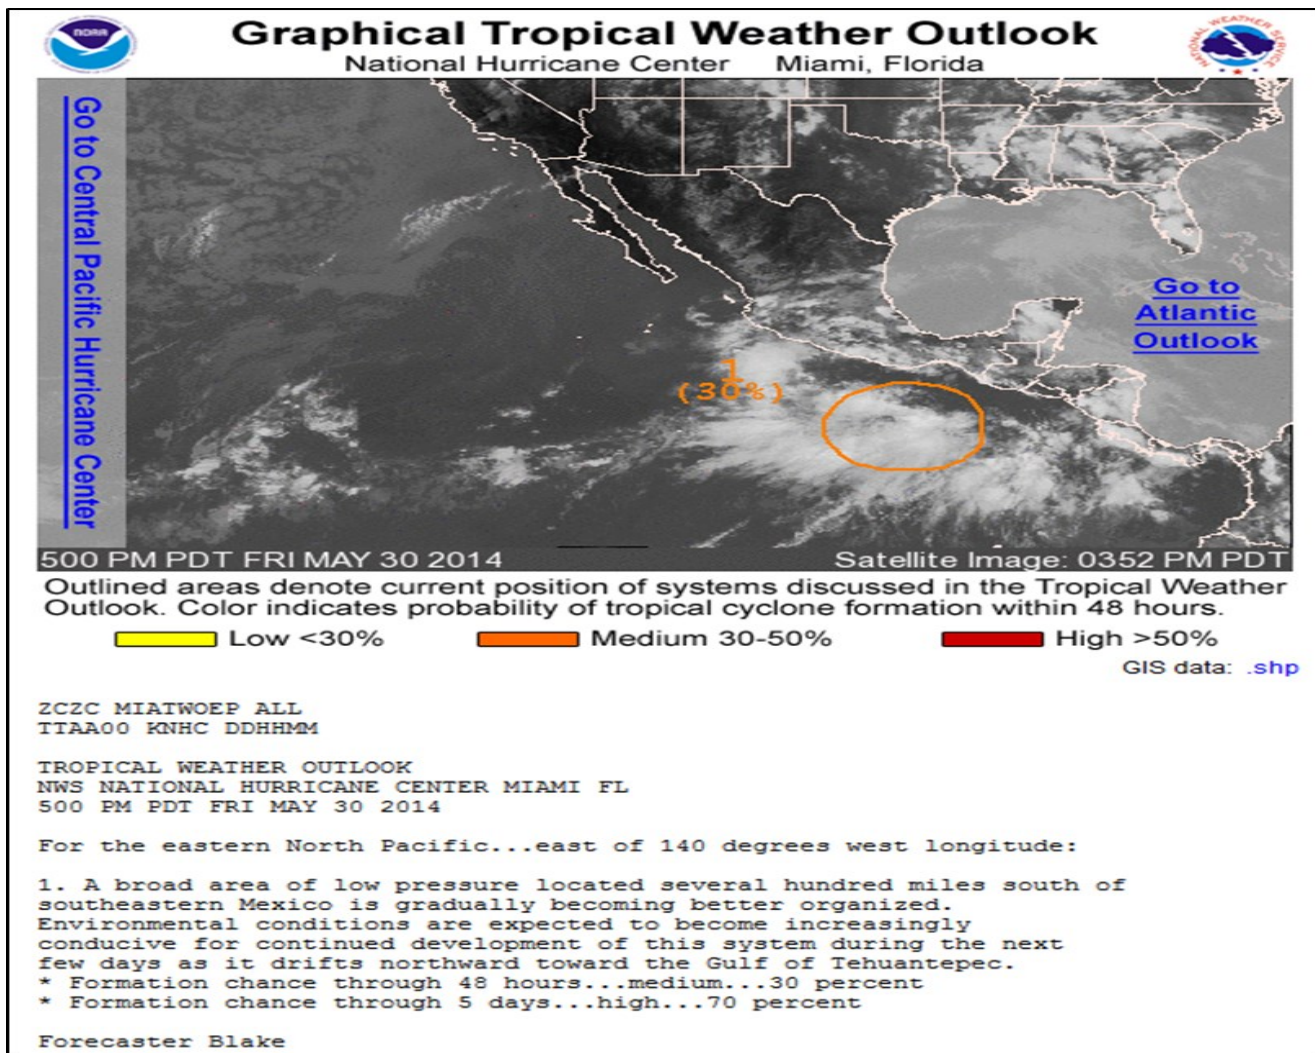 NOAA
Graphical Tropical Weather Outlook
National Hurricane Center Miami, Florida
NATIONAL WEATHER SERVICE
Go to Central Pacific Hurricane Center
Go to
Atlantic
Outlook
1
(30%)
500 PM PDT FRI MAY 30 2014 Satellite Image: 0352 PM PDT
Outlined areas denote current position of systems discussed in the Tropical Weather
Outlook. Color indicates probability of tropical cyclone formation within 48 hours.
Low <30% Medium 30-50% High >50%
GIS data: .shp
ZCZC MIATWOEP ALL
TTAA00 KNHC DDHHMM
TROPICAL WEATHER OUTLOOK
NWS NATIONAL HURRICANE CENTER MIAMI FL
500 PM PDT FRI MAY 30 2014
For the eastern North Pacific...east of 140 degrees west longitude:
1. A broad area of low pressure located several hundred miles south of
southeastern Mexico is gradually becoming better organized.
Environmental conditions are expected to become increasingly
conducive for continued development of this system during the next
few days as it drifts northward toward the Gulf of Tehuantepec.
* Formation chance through 48 hours...medium...30 percent
* Formation chance through 5 days...high...70 percent
Forecaster Blake